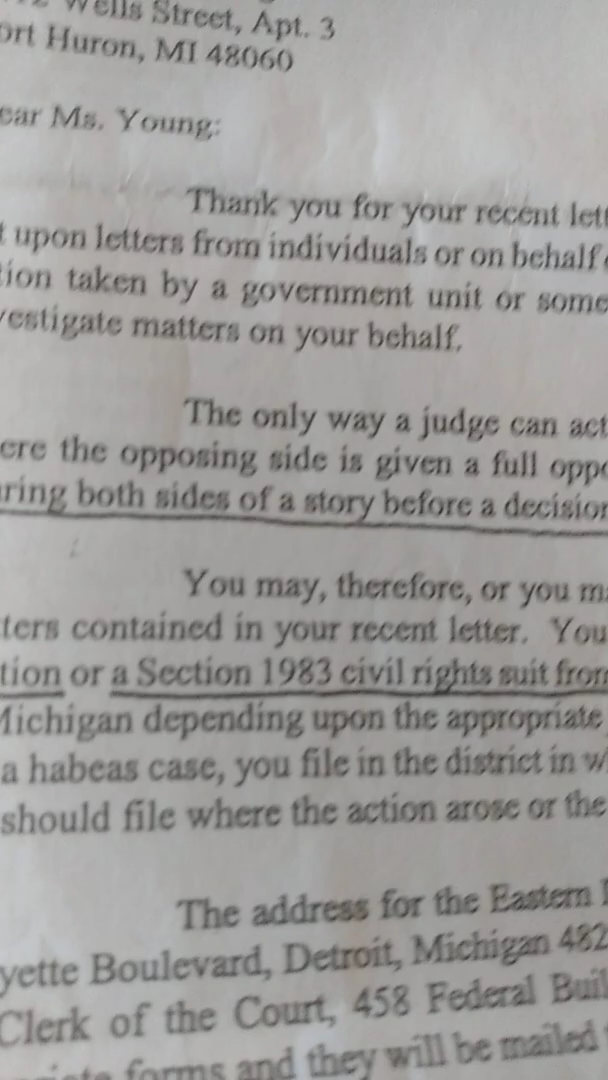 Wells Street, Apt. 3
ort Huron, MI 48060
ear Ms. Young:
Thank you for your recent lett
t upon letters from individuals or on behalf
tion taken by a government unit or some
vestigate matters on your behalf.
The only way a judge can act
ere the opposing side is given a full oppo
aring both sides of a story before a decision
You may, therefore, or you ma
ters contained in your recent letter. You
tion or a Section 1983 civil rights suit from
Michigan depending upon the appropriate
a habeas case, you file in the district in w
should file where the action arose or the
The address for the Eastern
yette Boulevard, Detroit, Michigan 482
Clerk of the Court, 458 Federal Buil
riate forms and they will be mailed